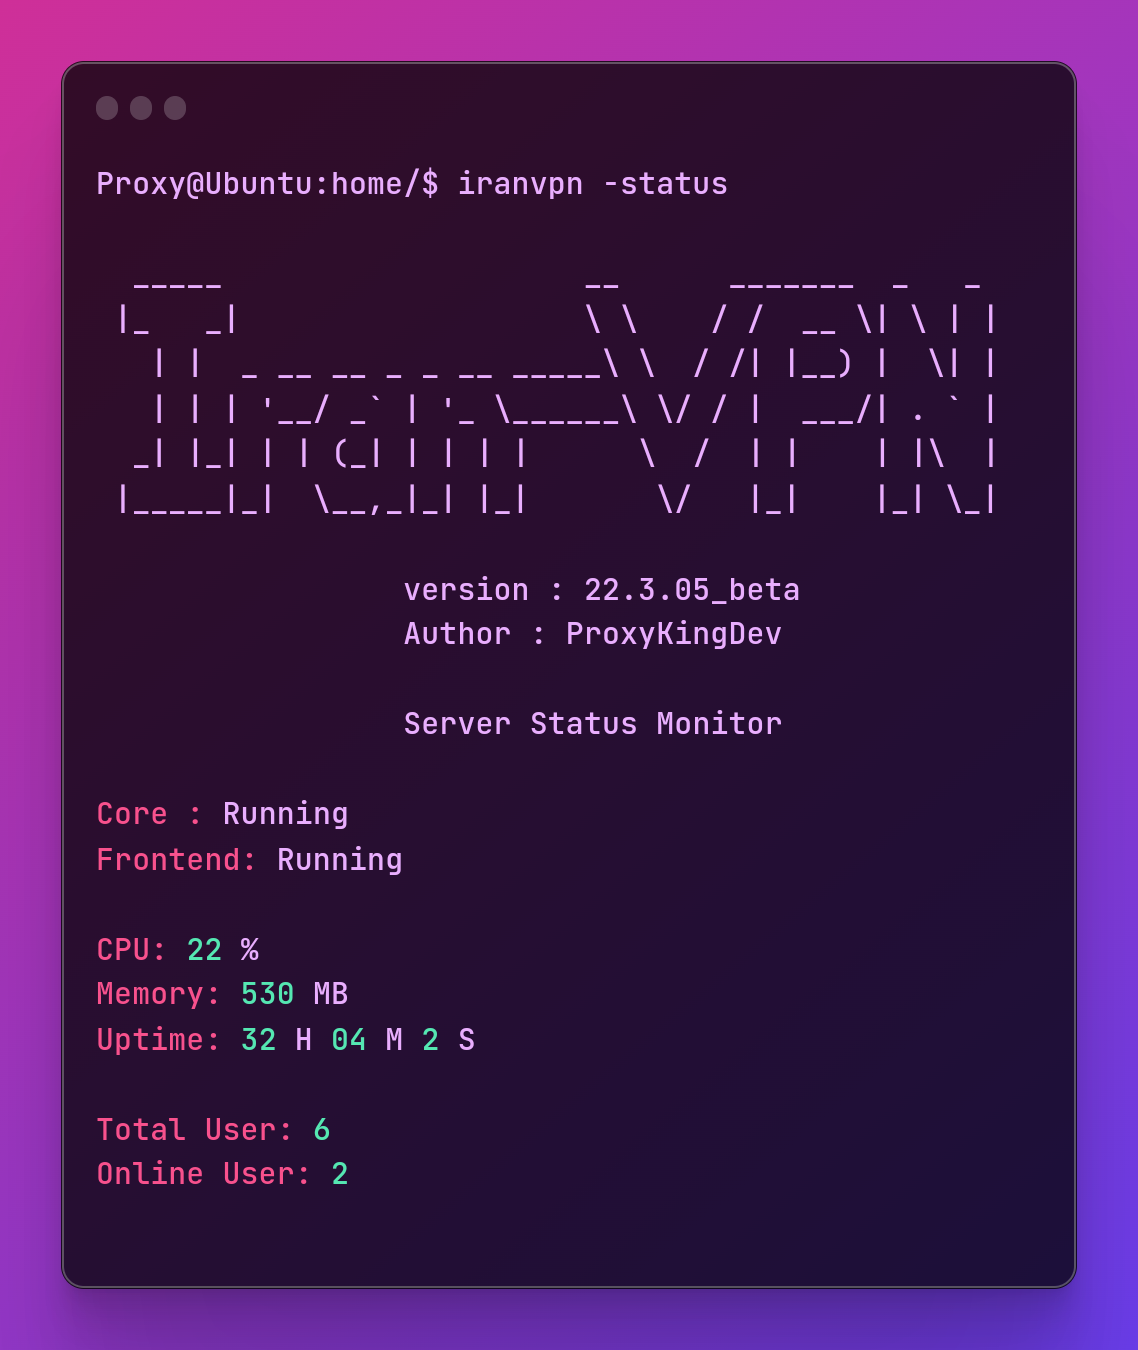 Proxy@Ubuntu:home/$ iranvpn -status
  _____                    __      _______  _   _
 |_   _|                   \ \    / /  __ \| \ | |
   | |  _ __ __ _ _ __ _____\ \  / /| |__) |  \| |
   | | | '__/ _` | '_ \______\ \/ / |  ___/| . ` |
  _| |_| | | (_| | | | |      \  /  | |    | |\  |
 |_____|_|  \__,_|_| |_|       \/   |_|    |_| \_|
version : 22.3.05_beta
Author : ProxyKingDev
Server Status Monitor
Core : Running
Frontend: Running
CPU: 22 %
Memory: 530 MB
Uptime: 32 H 04 M 2 S
Total User: 6
Online User: 2